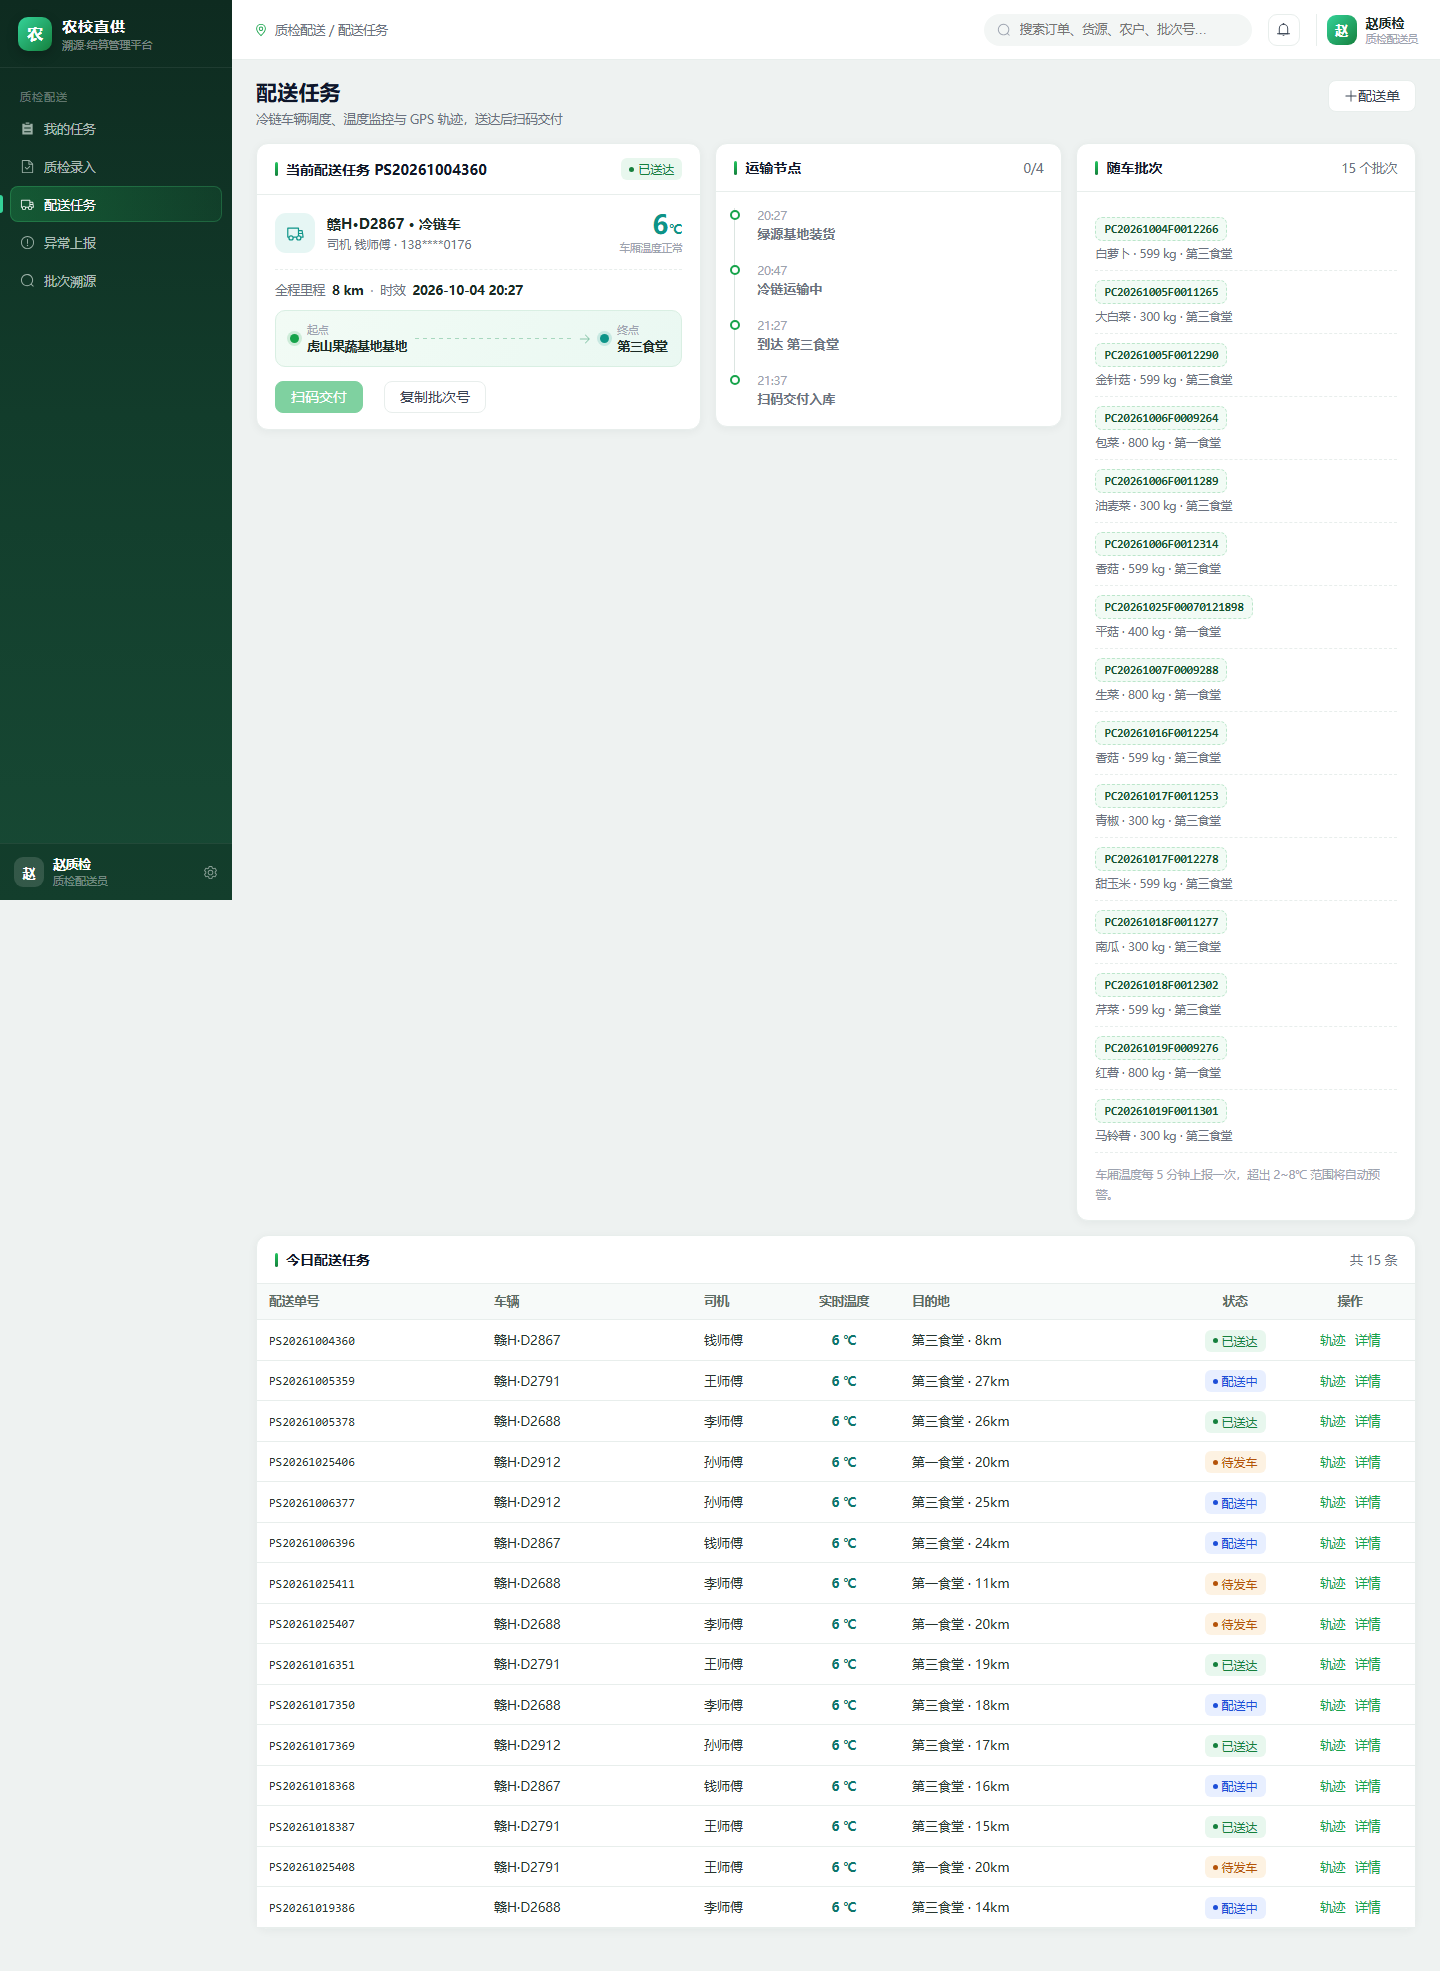 农
农校直供
溯源·结算管理平台
质检配送
我的任务
质检录入
配送任务
异常上报
批次溯源
赵
赵质检
质检配送员
质检配送 / 配送任务
搜索订单、货源、农户、批次号...
赵
赵质检
质检配送员
配送任务
冷链车辆调度、温度监控与 GPS 轨迹，送达后扫码交付
＋配送单
当前配送任务 PS20261004360
已送达
赣H·D2867 · 冷链车
司机 钱师傅 · 138****0176
6℃
车厢温度正常
全程里程 8 km · 时效 2026-10-04 20:27
起点
虎山果蔬基地基地
终点
第三食堂
扫码交付
复制批次号
运输节点
0/4
20:27
绿源基地装货
20:47
冷链运输中
21:27
到达 第三食堂
21:37
扫码交付入库
随车批次
15 个批次
PC20261004F0012266
白萝卜 · 599 kg · 第三食堂
PC20261005F0011265
大白菜 · 300 kg · 第三食堂
PC20261005F0012290
金针菇 · 599 kg · 第三食堂
PC20261006F0009264
包菜 · 800 kg · 第一食堂
PC20261006F0011289
油麦菜 · 300 kg · 第三食堂
PC20261006F0012314
香菇 · 599 kg · 第三食堂
PC20261025F00070121898
平菇 · 400 kg · 第一食堂
PC20261007F0009288
生菜 · 800 kg · 第一食堂
PC20261016F0012254
香菇 · 599 kg · 第三食堂
PC20261017F0011253
青椒 · 300 kg · 第三食堂
PC20261017F0012278
甜玉米 · 599 kg · 第三食堂
PC20261018F0011277
南瓜 · 300 kg · 第三食堂
PC20261018F0012302
芹菜 · 599 kg · 第三食堂
PC20261019F0009276
红薯 · 800 kg · 第一食堂
PC20261019F0011301
马铃薯 · 300 kg · 第三食堂
车厢温度每 5 分钟上报一次，超出 2~8℃ 范围将自动预
警。
今日配送任务
共 15 条
配送单号 车辆 司机 实时温度 目的地 状态 操作
PS20261004360 赣H·D2867 钱师傅 6 ℃ 第三食堂 · 8km 已送达 轨迹 详情
PS20261005359 赣H·D2791 王师傅 6 ℃ 第三食堂 · 27km 配送中 轨迹 详情
PS20261005378 赣H·D2688 李师傅 6 ℃ 第三食堂 · 26km 已送达 轨迹 详情
PS20261025406 赣H·D2912 孙师傅 6 ℃ 第一食堂 · 20km 待发车 轨迹 详情
PS20261006377 赣H·D2912 孙师傅 6 ℃ 第三食堂 · 25km 配送中 轨迹 详情
PS20261006396 赣H·D2867 钱师傅 6 ℃ 第三食堂 · 24km 配送中 轨迹 详情
PS20261025411 赣H·D2688 李师傅 6 ℃ 第一食堂 · 11km 待发车 轨迹 详情
PS20261025407 赣H·D2688 李师傅 6 ℃ 第一食堂 · 20km 待发车 轨迹 详情
PS20261016351 赣H·D2791 王师傅 6 ℃ 第三食堂 · 19km 已送达 轨迹 详情
PS20261017350 赣H·D2688 李师傅 6 ℃ 第三食堂 · 18km 配送中 轨迹 详情
PS20261017369 赣H·D2912 孙师傅 6 ℃ 第三食堂 · 17km 已送达 轨迹 详情
PS20261018368 赣H·D2867 钱师傅 6 ℃ 第三食堂 · 16km 配送中 轨迹 详情
PS20261018387 赣H·D2791 王师傅 6 ℃ 第三食堂 · 15km 已送达 轨迹 详情
PS20261025408 赣H·D2791 王师傅 6 ℃ 第一食堂 · 20km 待发车 轨迹 详情
PS20261019386 赣H·D2688 李师傅 6 ℃ 第三食堂 · 14km 配送中 轨迹 详情